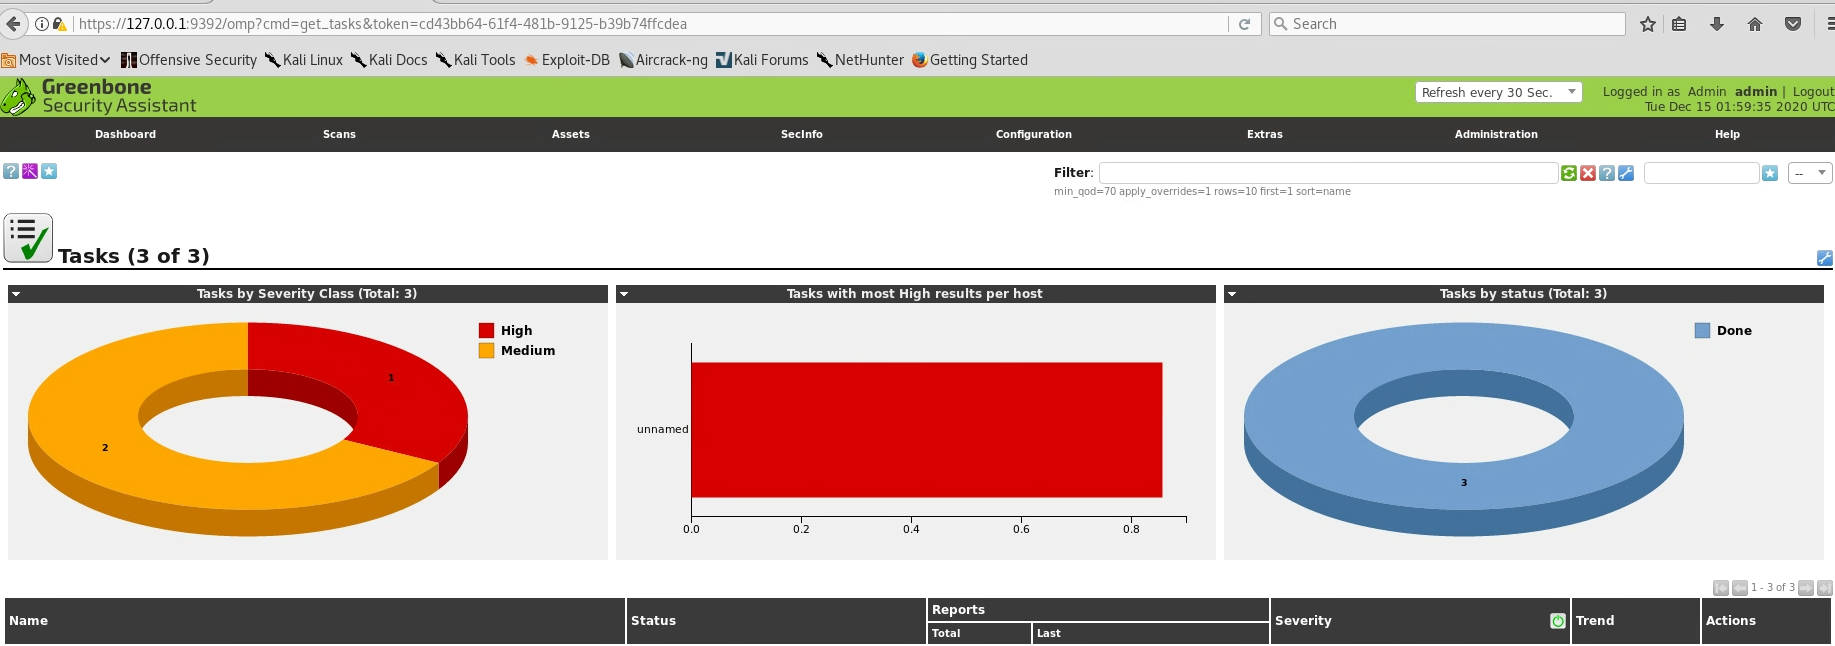 https://127.0.0.1:9392/omp?cmd=get_tasks&token=cd43bb64-61f4-481b-9125-b39b74ffcdea
Search
Most Visited
Offensive Security
Kali Linux
Kali Docs
Kali Tools
Exploit-DB
Aircrack-ng
Kali Forums
NetHunter
Getting Started
Greenbone
Security Assistant
Refresh every 30 Sec.
Logged in as Admin admin | Logout
Tue Dec 15 01:59:35 2020 UTC
Dashboard
Scans
Assets
SecInfo
Configuration
Extras
Administration
Help
Filter:
--
min_qod=70 apply_overrides=1 rows=10 first=1 sort=name
Tasks (3 of 3)
Tasks by Severity Class (Total: 3)
High
Medium
1
2
Tasks with most High results per host
unnamed
0.0
0.2
0.4
0.6
0.8
Tasks by status (Total: 3)
Done
3
1 - 3 of 3
Name
Status
Reports
Total
Last
Severity
Trend
Actions